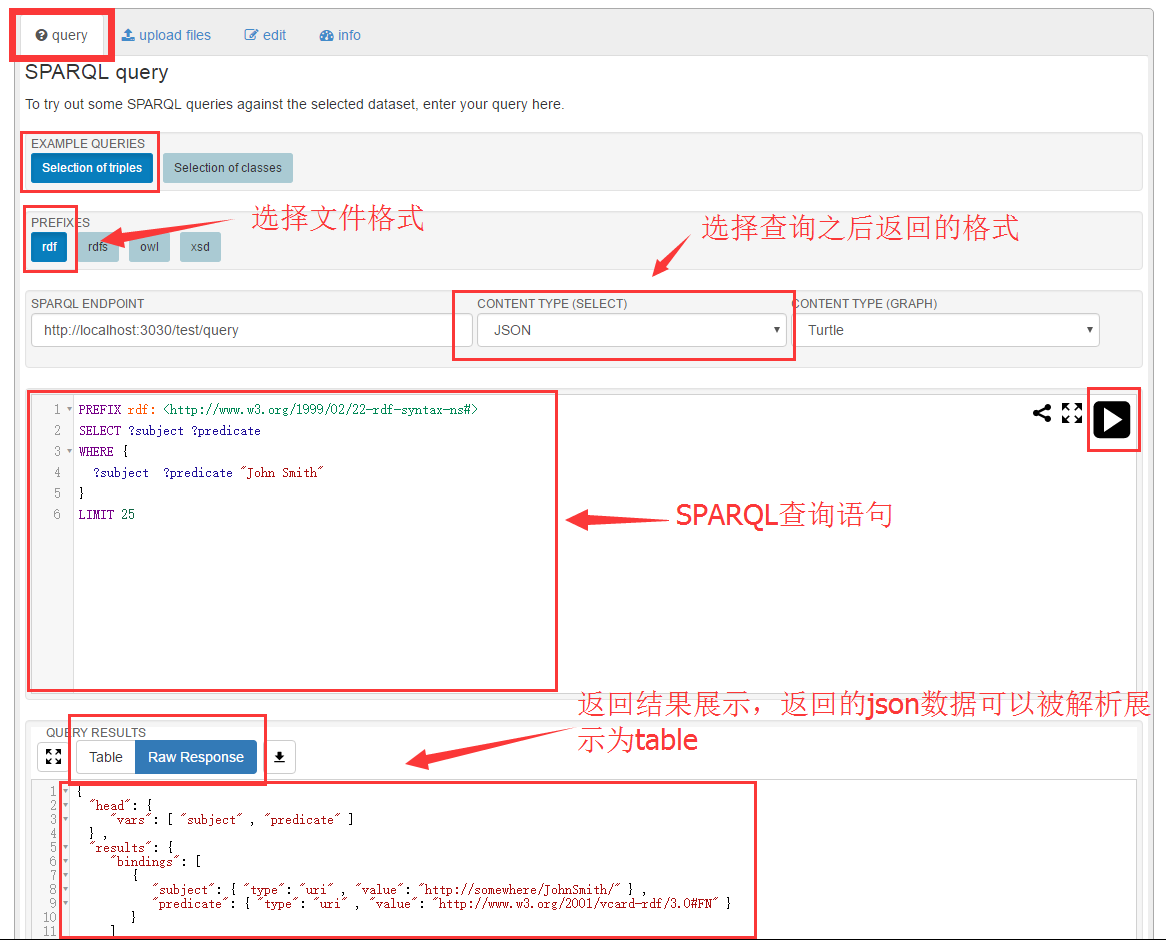 query upload files edit info
SPARQL query
To try out some SPARQL queries against the selected dataset, enter your query here.
EXAMPLE QUERIES
Selection of triples Selection of classes
选择文件格式
选择查询之后返回的格式
PREFIXES
rdf rdfs owl xsd
SPARQL ENDPOINT CONTENT TYPE (SELECT) CONTENT TYPE (GRAPH)
http://localhost:3030/test/query JSON Turtle
1 PREFIX rdf: <http://www.w3.org/1999/02/22-rdf-syntax-ns#>
2 SELECT ?subject ?predicate
3 WHERE {
4 ?subject ?predicate "John Smith"
5 }
6 LIMIT 25
SPARQL查询语句
返回结果展示，返回的json数据可以被解析展
示为table
QUERY RESULTS
Table Raw Response
1 {
2 "head": {
3 "vars": [ "subject" , "predicate" ]
4 } ,
5 "results": {
6 "bindings": [
7 {
8 "subject": { "type": "uri" , "value": "http://somewhere/JohnSmith/" } ,
9 "predicate": { "type": "uri" , "value": "http://www.w3.org/2001/vcard-rdf/3.0#FN" }
10 }
11 ]